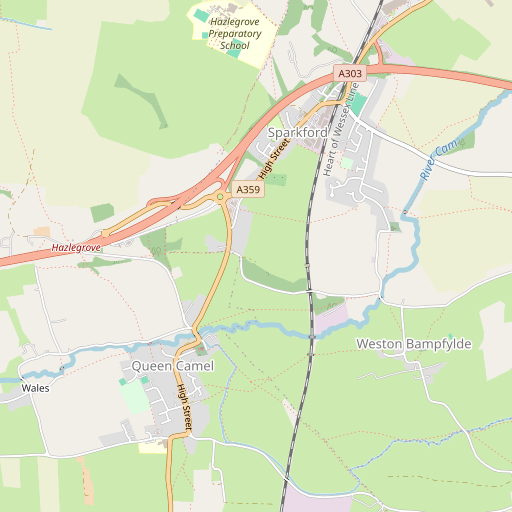 Hazlegrove
Preparatory
School
A303
Sparkford
Heart of Wessex Line
High Street
River Cam
A359
Hazlegrove
Weston Bampfylde
Queen Camel
Wales
High Street